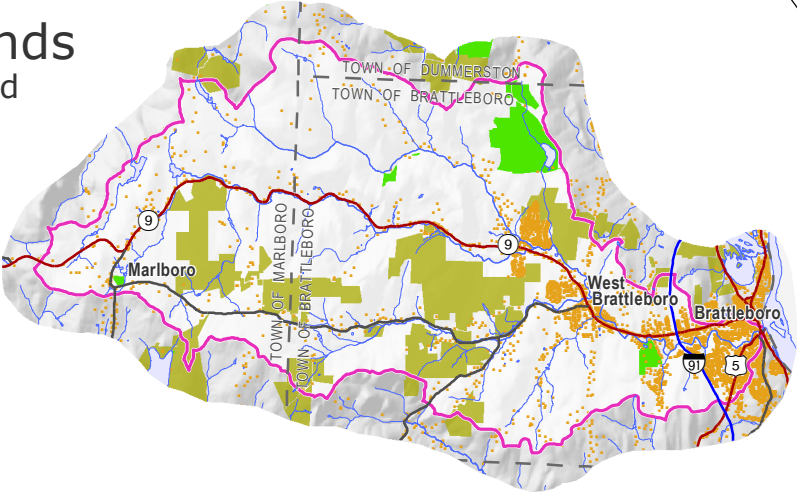 nds
d
TOWN OF DUMMERSTON
TOWN OF BRATTLEBORO
9
TOWN OF MARLBORO
TOWN OF BRATTLEBORO
9
Marlboro
West
Brattleboro
Brattleboro
91
5